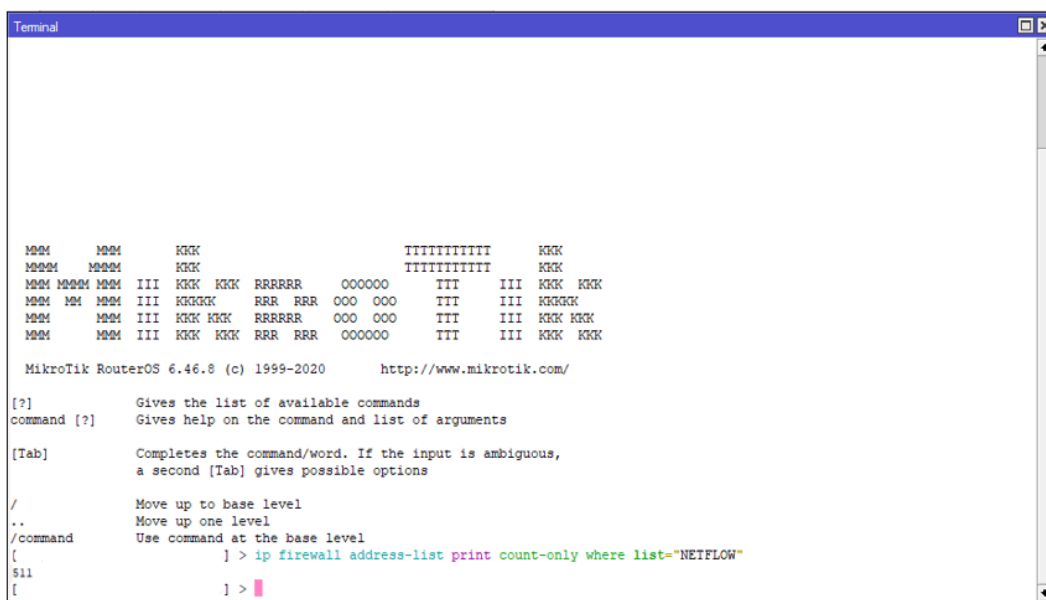 Terminal
MMM      MMM       KKK                          TTTTTTTTTTT      KKK
MMMM    MMMM       KKK                          TTTTTTTTTTT      KKK
MMM MMMM MMM  III  KKK  KKK  RRRRRR     OOOOOO      TTT     III  KKK  KKK
MMM  MM  MMM  III  KKKKK     RRR  RRR  OOO  OOO     TTT     III  KKKKK
MMM      MMM  III  KKK KKK   RRRRRR    OOO  OOO     TTT     III  KKK KKK
MMM      MMM  III  KKK  KKK  RRR  RRR   OOOOOO      TTT     III  KKK  KKK
MikroTik RouterOS 6.46.8 (c) 1999-2020       http://www.mikrotik.com/
[?]             Gives the list of available commands
command [?]     Gives help on the command and list of arguments
[Tab]           Completes the command/word. If the input is ambiguous,
a second [Tab] gives possible options
/               Move up to base level
..              Move up one level
/command        Use command at the base level
[                          ] > ip firewall address-list print count-only where list="NETFLOW"
511
[                          ] >